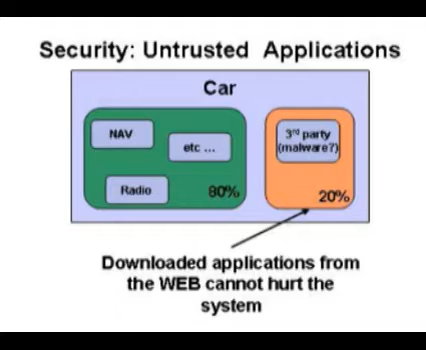 Security: Untrusted Applications
Car
NAV
etc ...
Radio
80%
3rd party
(malware?)
20%
Downloaded applications from
the WEB cannot hurt the
system